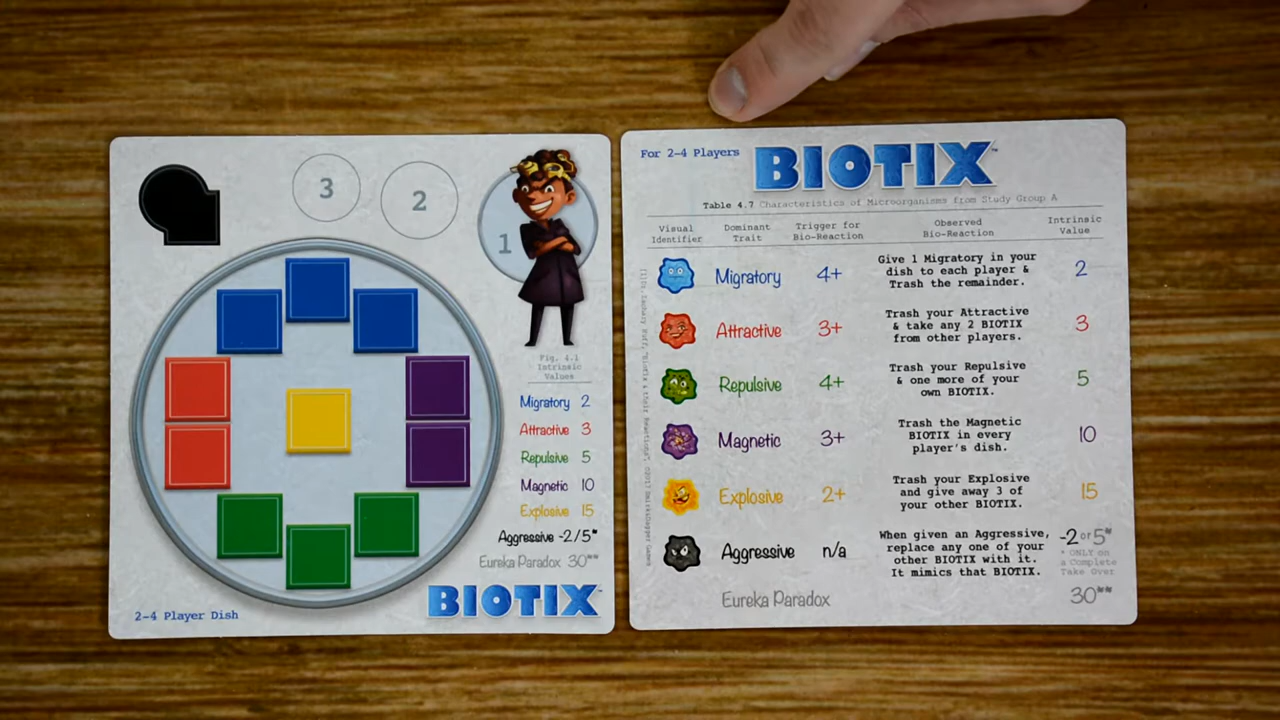 3
2
1
Fig. 4.1
Intrinsic
Values
Migratory 2
Attractive 3
Repulsive 5
Magnetic 10
Explosive 15
Aggressive -2/5*
Eureka Paradox 30**
BIOTIX™
2-4 Player Dish
For 2-4 Players
BIOTIX™
Table 4.7 Characteristics of Microorganisms from Study Group A
Visual
Identifier
Dominant
Trait
Trigger for
Bio-Reaction
Observed
Bio-Reaction
Intrinsic
Value
Migratory
4+
Give 1 Migratory in your
dish to each player &
Trash the remainder.
2
Attractive
3+
Trash your Attractive
& take any 2 BIOTIX
from other players.
3
Repulsive
4+
Trash your Repulsive
& one more of your
own BIOTIX.
5
Magnetic
3+
Trash the Magnetic
BIOTIX in every
player's dish.
10
Explosive
2+
Trash your Explosive
and give away 3 of
your other BIOTIX.
15
Aggressive
n/a
When given an Aggressive,
replace any one of your
other BIOTIX with it.
It mimics that BIOTIX.
-2 or 5*
* ONLY on
a Complete
Take Over
Eureka Paradox
30**